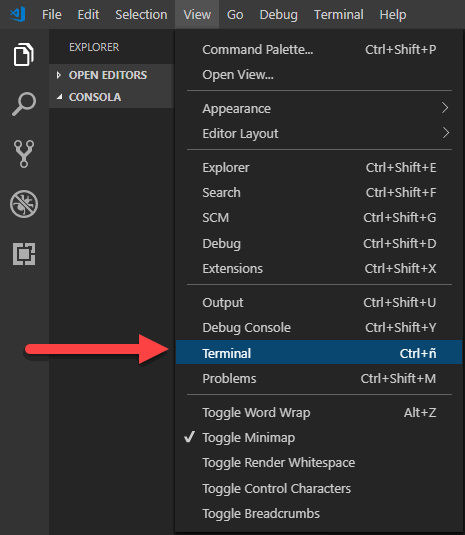 File Edit Selection View Go Debug Terminal Help
EXPLORER
OPEN EDITORS
CONSOLA
Command Palette... Ctrl+Shift+P
Open View...
Appearance
Editor Layout
Explorer Ctrl+Shift+E
Search Ctrl+Shift+F
SCM Ctrl+Shift+G
Debug Ctrl+Shift+D
Extensions Ctrl+Shift+X
Output Ctrl+Shift+U
Debug Console Ctrl+Shift+Y
Terminal Ctrl+ñ
Problems Ctrl+Shift+M
Toggle Word Wrap Alt+Z
Toggle Minimap
Toggle Render Whitespace
Toggle Control Characters
Toggle Breadcrumbs